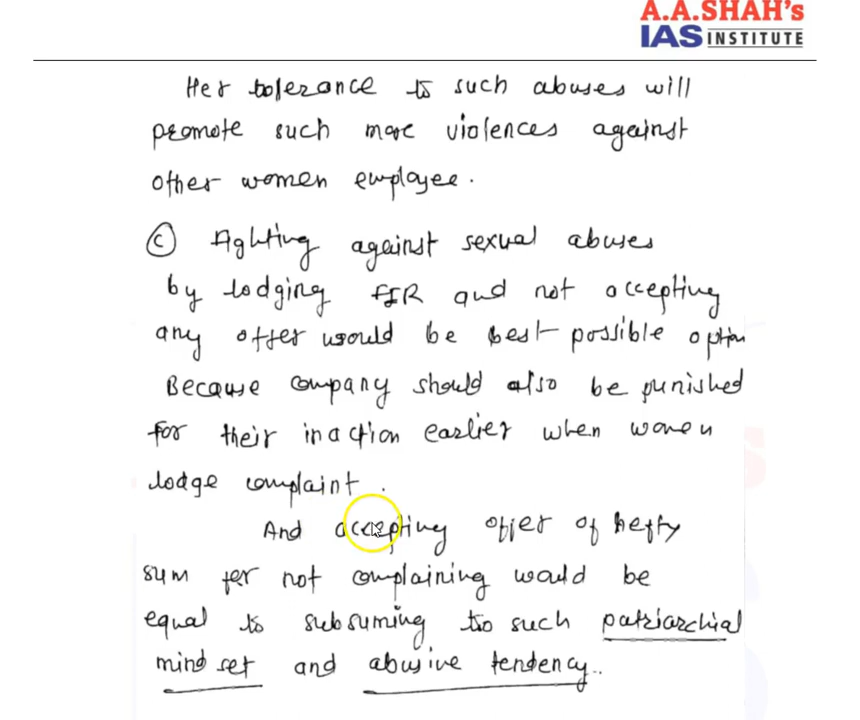 A.A.SHAH's
IAS INSTITUTE
Her tolerance to such abuses will
promote such more violences against
other women employee.
(c) Fighting against sexual abuses
by lodging FIR and not accepting
any offer would be best possible option
Because company should also be punished
for their inaction earlier when women
lodge complaint.
And accepting offer of hefty
sum for not complaining would be
equal to subsuming to such patriarchial
mind set and abusive tendency..